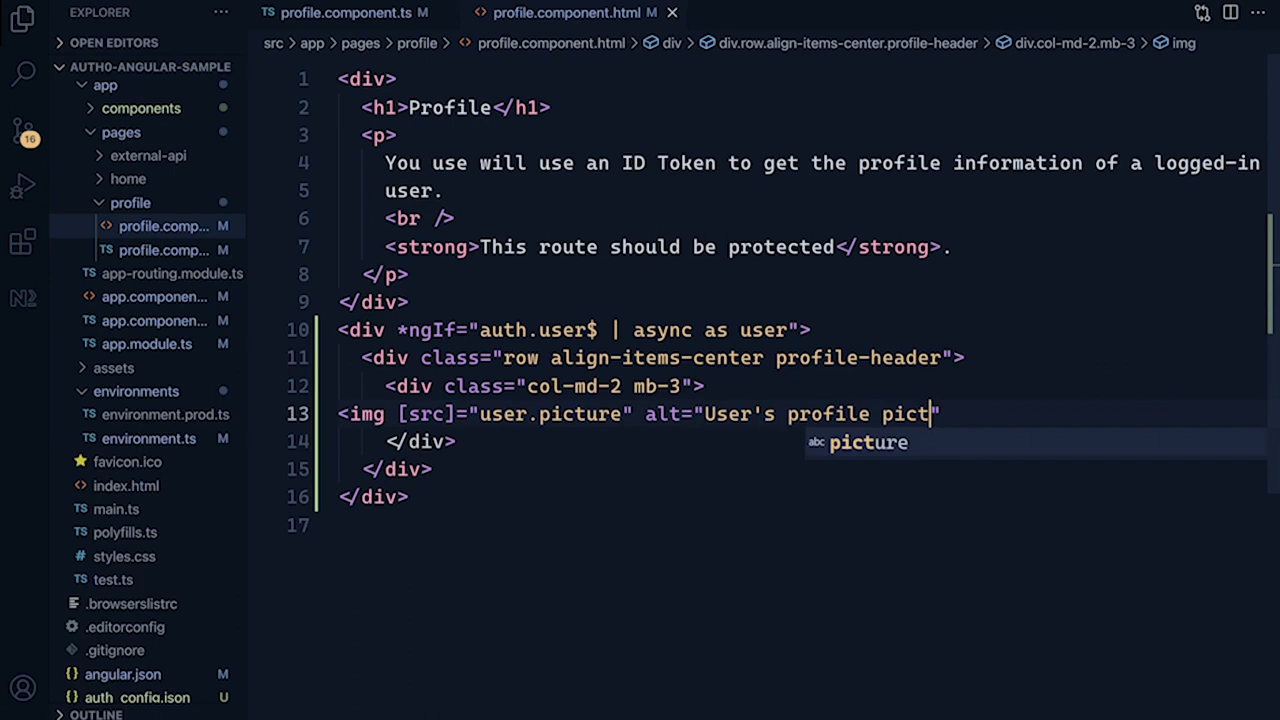 EXPLORER
profile.component.ts M
profile.component.html M
OPEN EDITORS
src app pages profile profile.component.html div div.row.align-items-center.profile-header div.col-md-2.mb-3 img
AUTH0-ANGULAR-SAMPLE
app
components
pages
external-api
home
profile
profile.comp... M
profile.comp... M
app-routing.module.ts
app.componen... M
app.componen... M
app.module.ts M
assets
environments
environment.prod.ts
environment.ts M
favicon.ico
index.html
main.ts
polyfills.ts
styles.css
test.ts
.browserslistrc
.editorconfig
.gitignore
angular.json M
auth_config.json U
OUTLINE
16
1 <div>
2 <h1>Profile</h1>
3 <p>
4 You use will use an ID Token to get the profile information of a logged-in
5 user.
6 <br />
7 <strong>This route should be protected</strong>.
8 </p>
9 </div>
10 <div *ngIf="auth.user$ | async as user">
11 <div class="row align-items-center profile-header">
12 <div class="col-md-2 mb-3">
13 <img [src]="user.picture" alt="User's profile pict"
abc picture
14 </div>
15 </div>
16 </div>
17